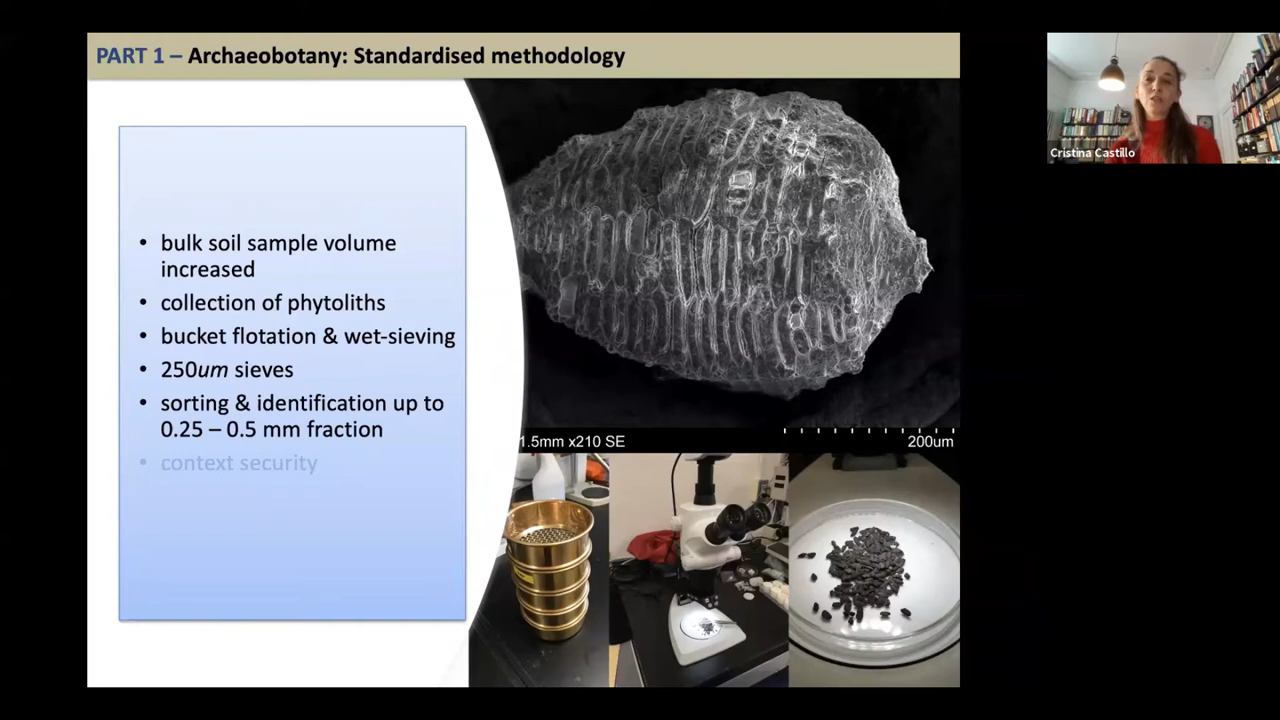 PART 1 – Archaeobotany: Standardised methodology
Cristina Castillo
• bulk soil sample volume
increased
• collection of phytoliths
• bucket flotation & wet-sieving
• 250um sieves
• sorting & identification up to
0.25 – 0.5 mm fraction
• context security
1.5mm x210 SE
200um